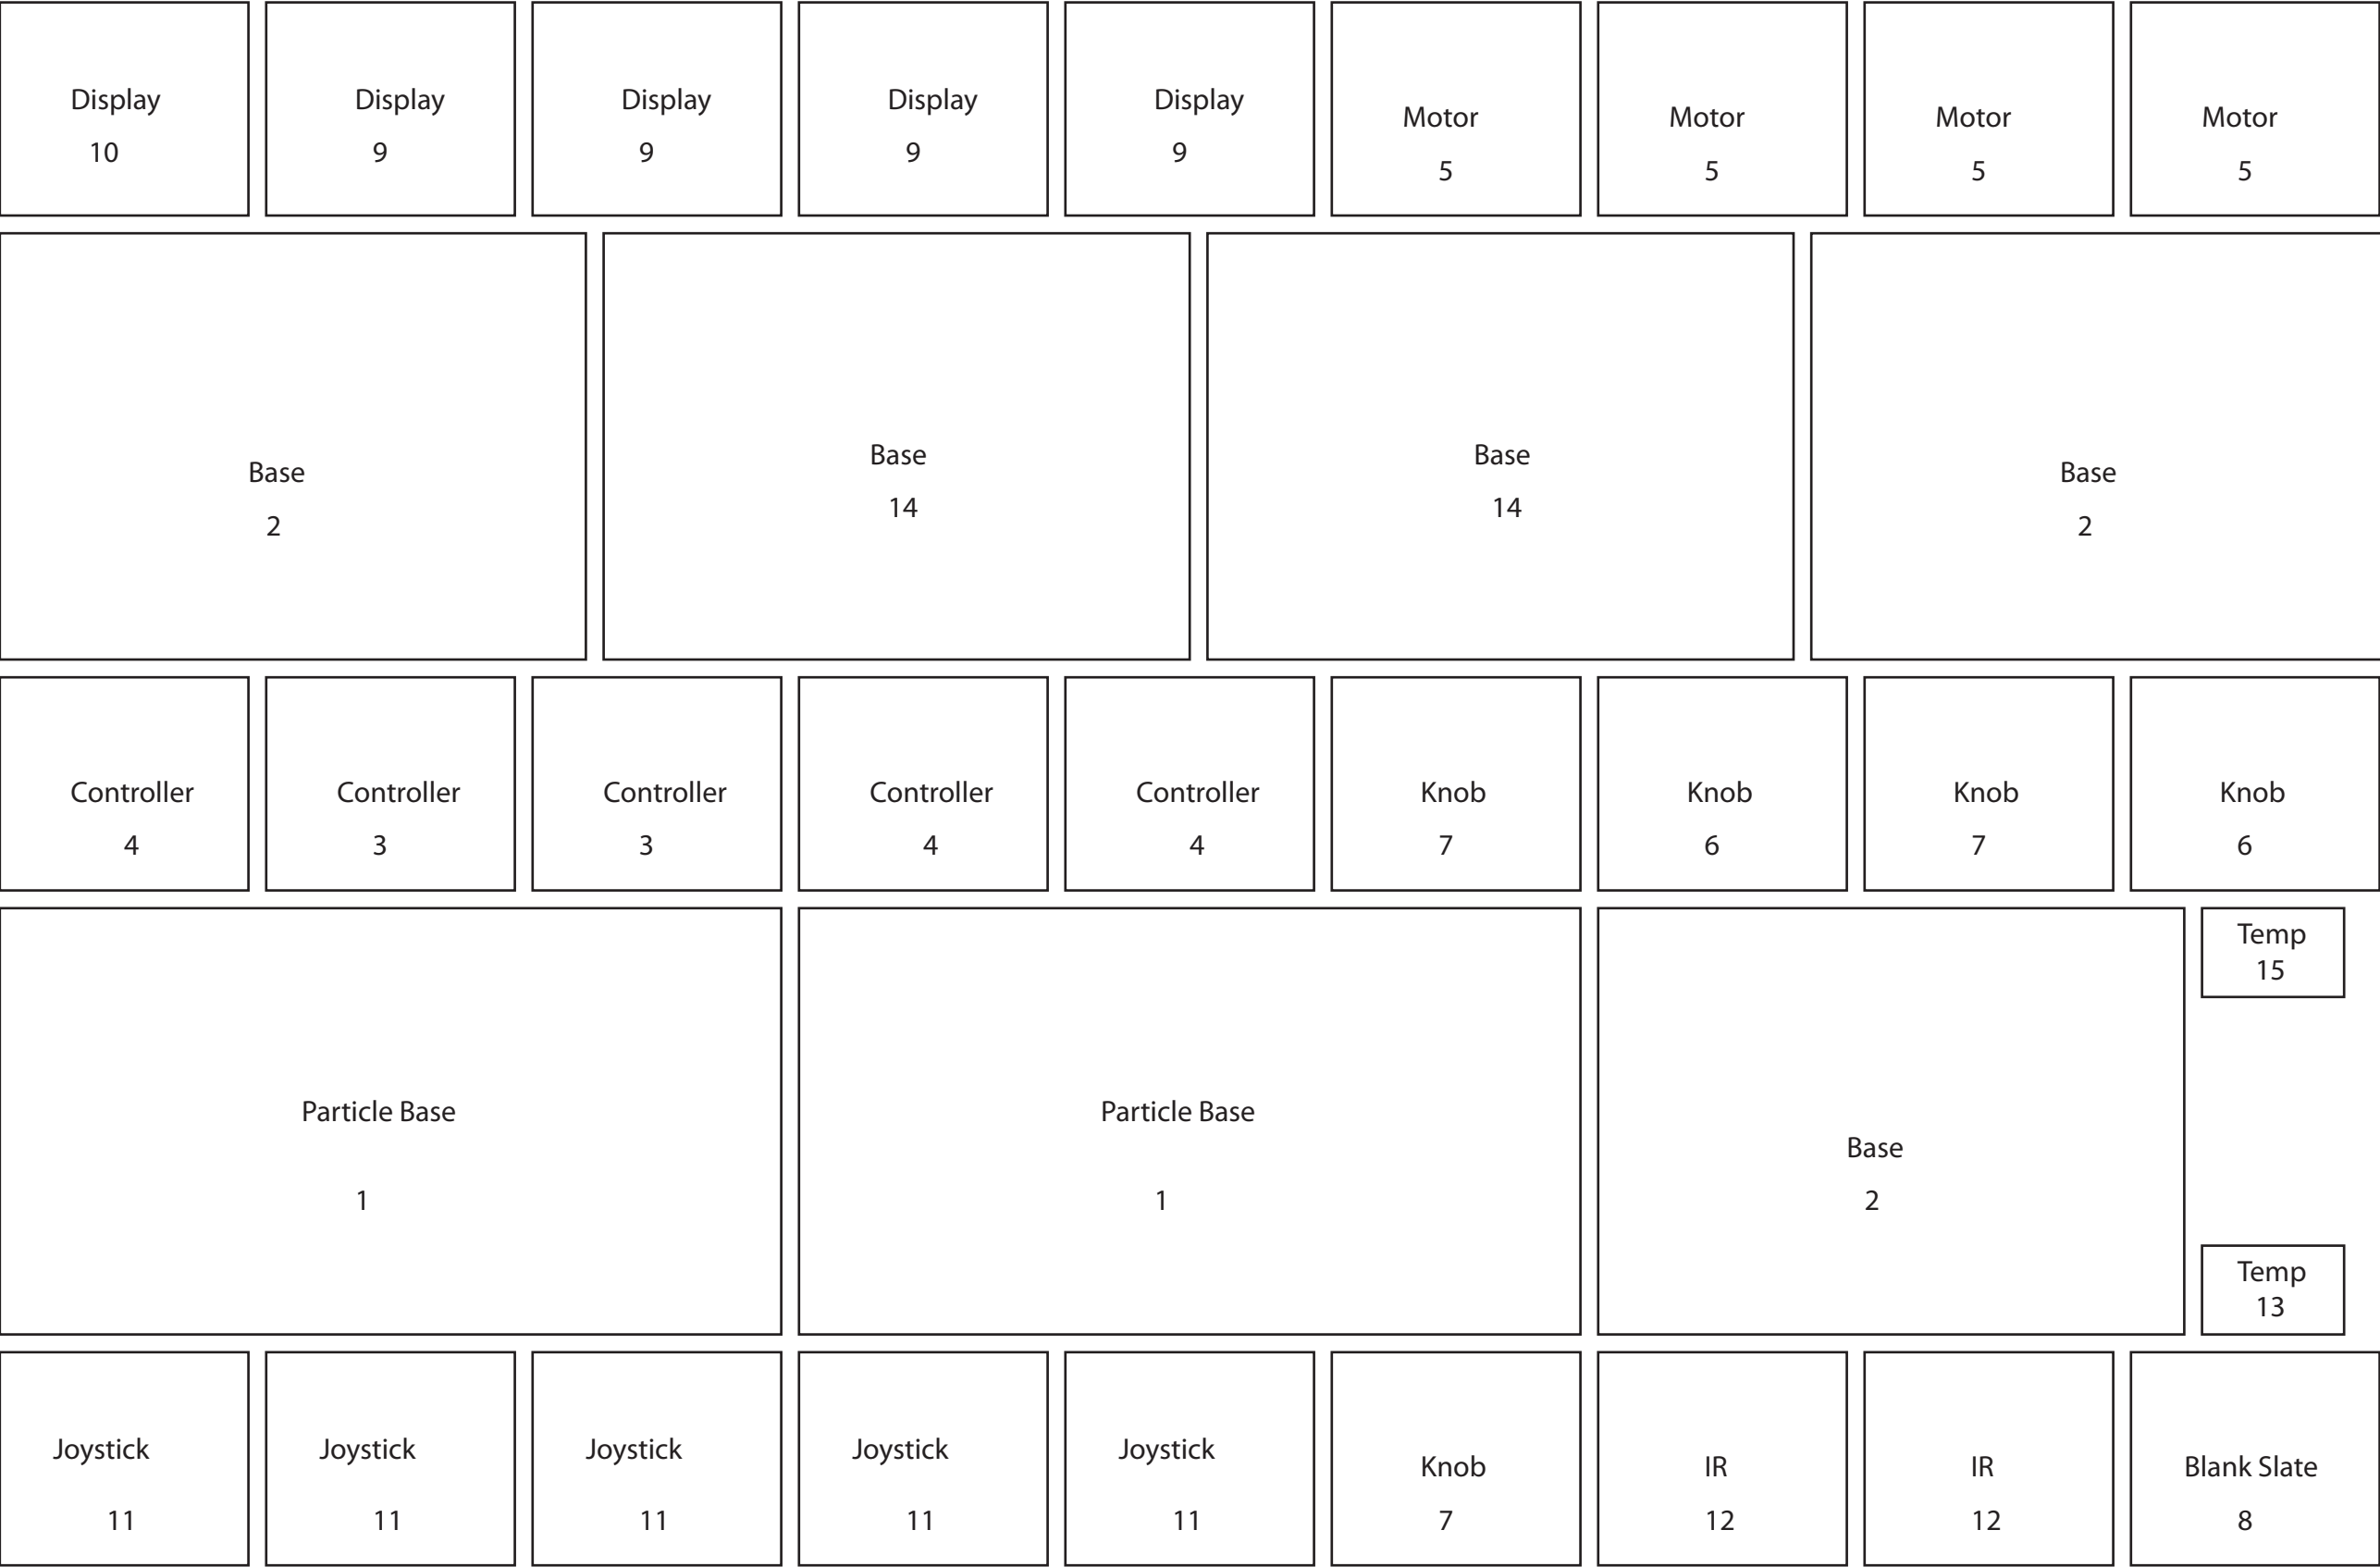 Display
10
Display
9
Display
9
Display
9
Display
9
Motor
5
Motor
5
Motor
5
Motor
5
Base
2
Base
14
Base
14
Base
2
Controller
4
Controller
3
Controller
3
Controller
4
Controller
4
Knob
7
Knob
6
Knob
7
Knob
6
Particle Base
1
Particle Base
1
Base
2
Temp
15
Temp
13
Joystick
11
Joystick
11
Joystick
11
Joystick
11
Joystick
11
Knob
7
IR
12
IR
12
Blank Slate
8